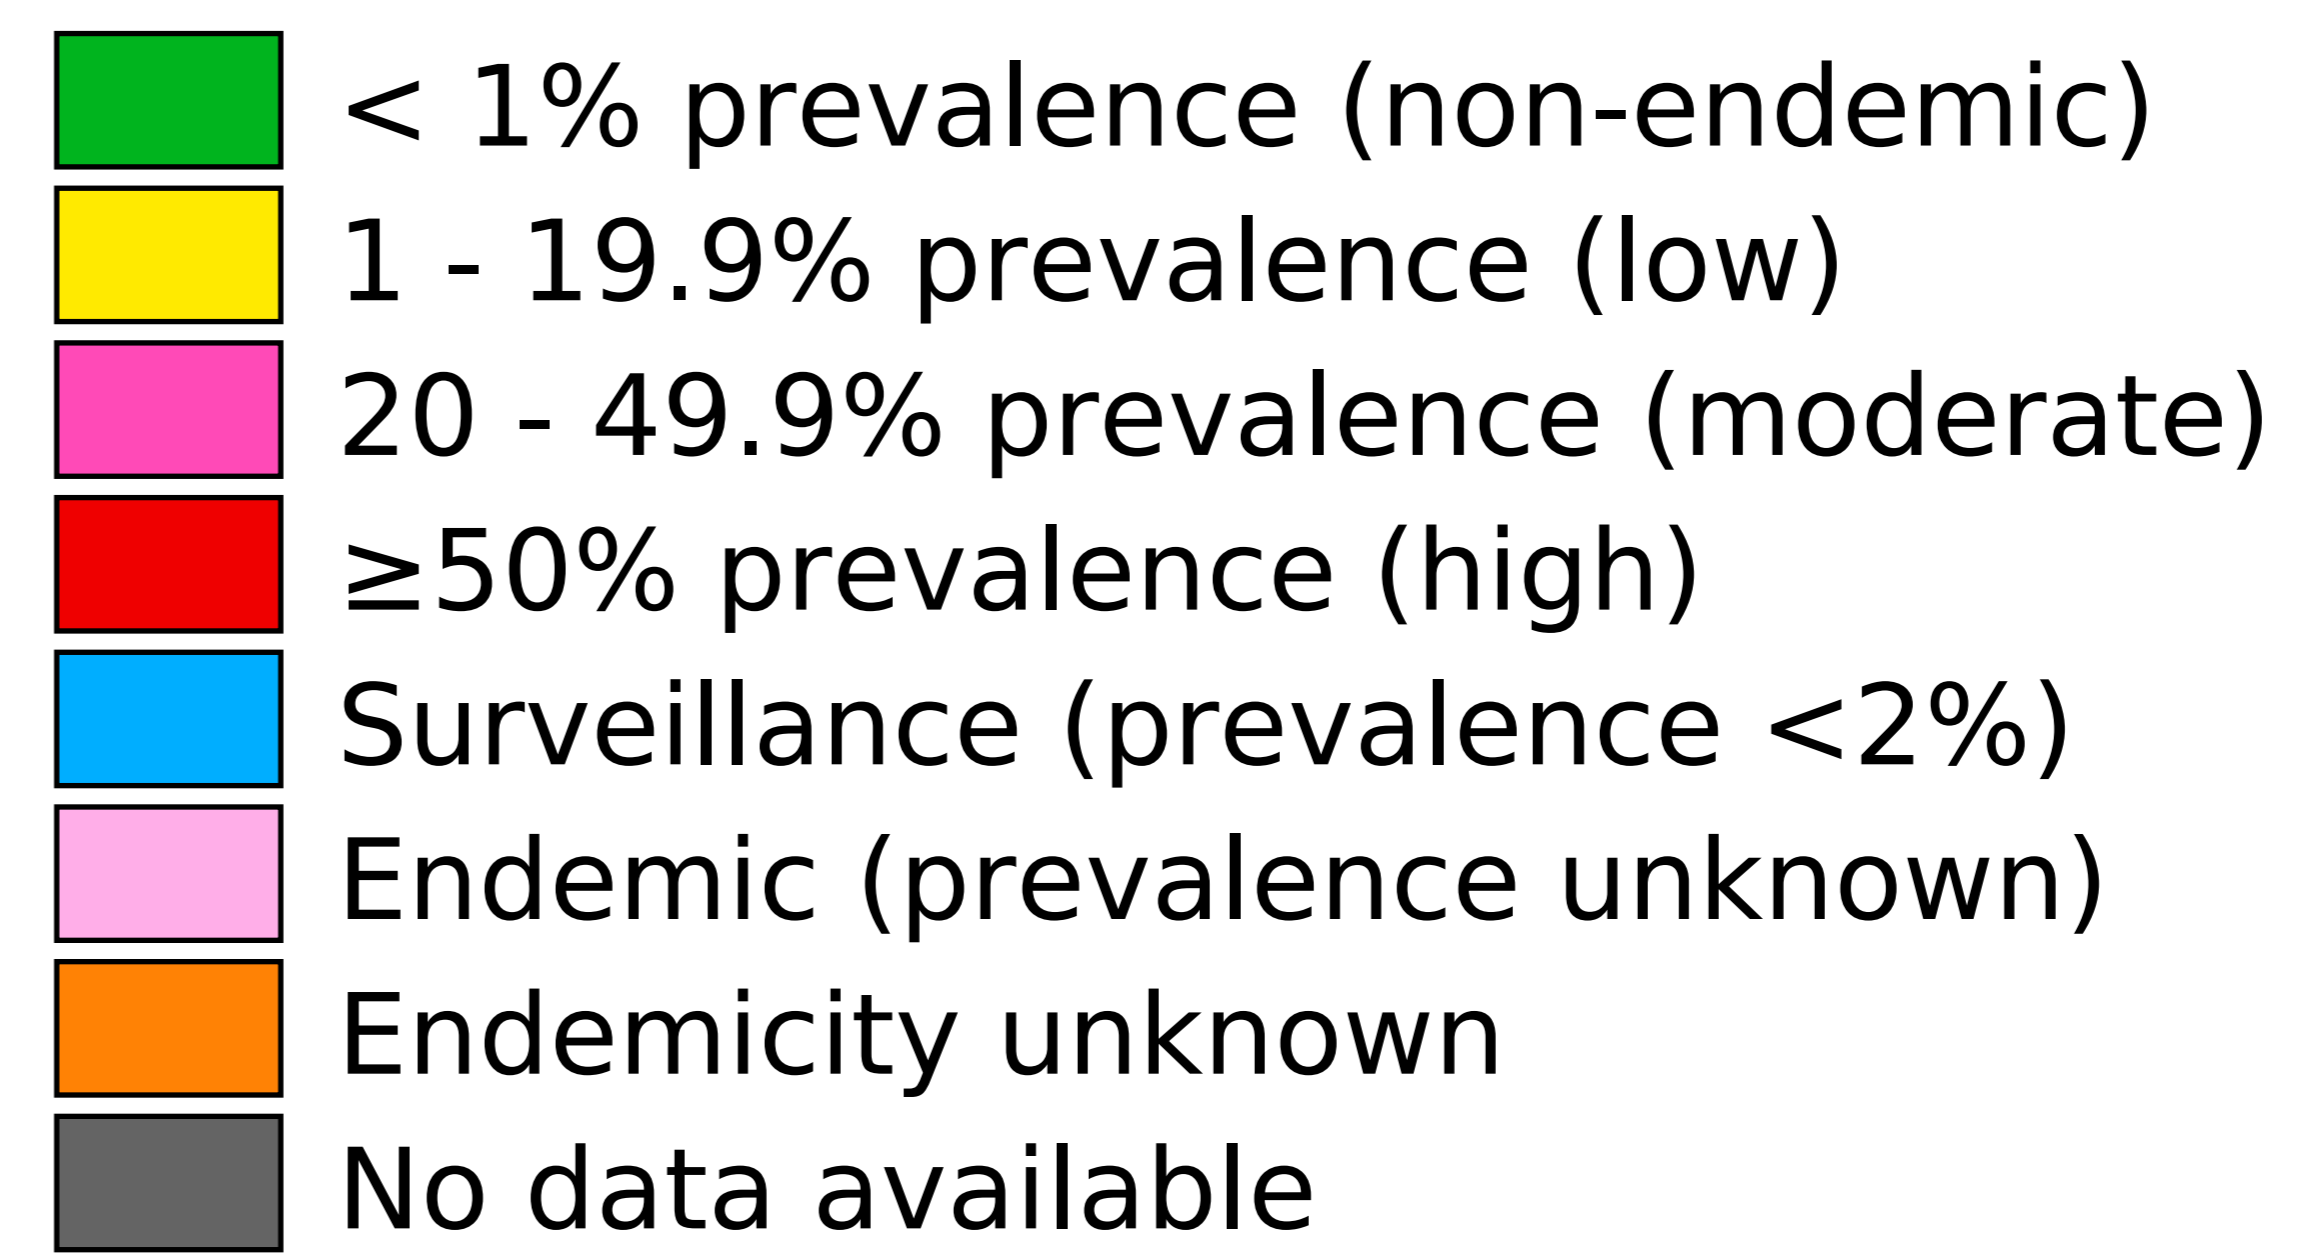 < 1% prevalence (non-endemic)
1 - 19.9% prevalence (low)
20 - 49.9% prevalence (moderate)
≥50% prevalence (high)
Surveillance (prevalence <2%)
Endemic (prevalence unknown)
Endemicity unknown
No data available